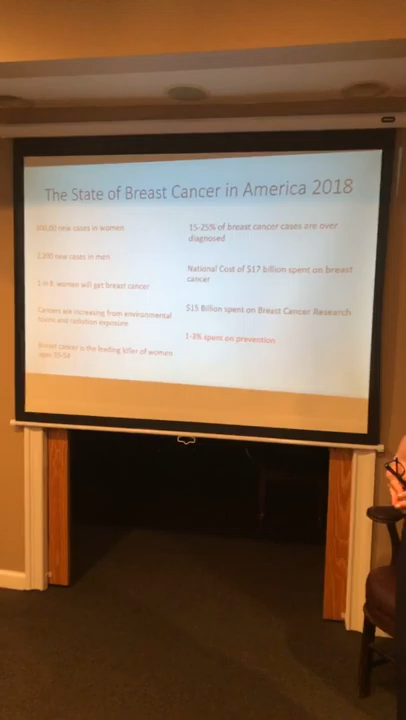 The State of Breast Cancer in America 2018
300,00 new cases in women
2,200 new cases in men
1 in 8 women will get breast cancer
Cancers are increasing from environmental
toxins and radiation exposure
Breast cancer is the leading killer of women
ages 35-54
15-25% of breast cancer cases are over
diagnosed
National Cost of $17 billion spent on breast
cancer
$15 Billion spent on Breast Cancer Research
1-3% spent on prevention